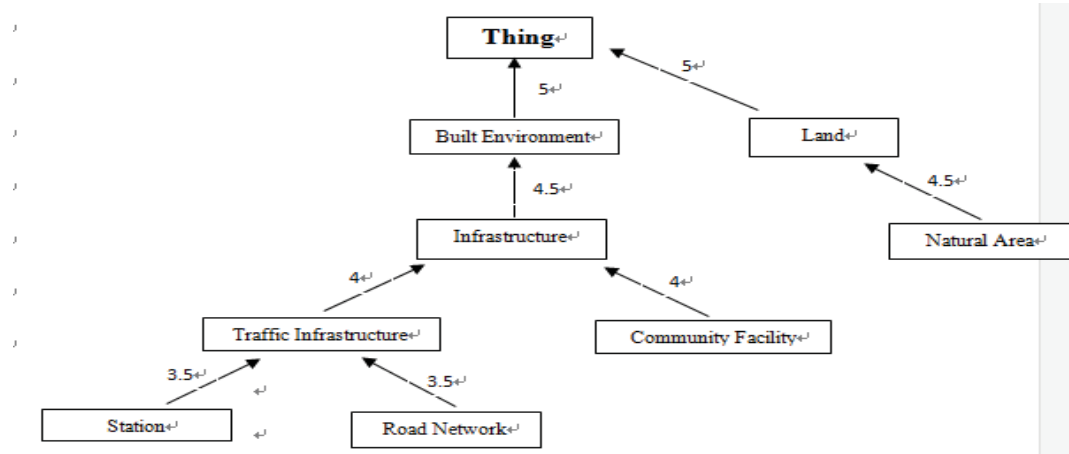 Thing
5
5
Built Environment
Land
4.5
4.5
Infrastructure
Natural Area
4
4
Traffic Infrastructure
Community Facility
3.5
3.5
Station
Road Network